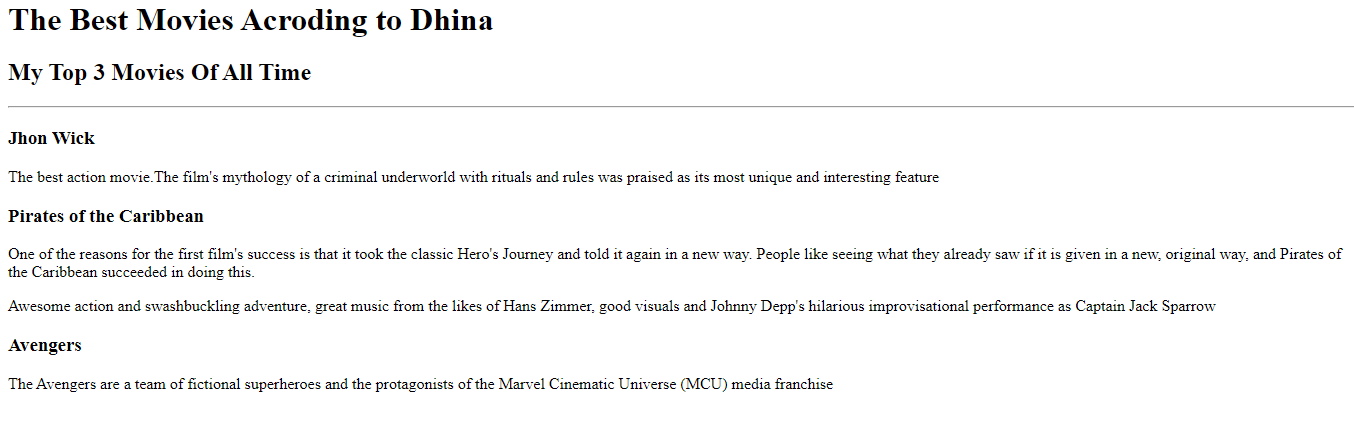 The Best Movies Acroding to Dhina
My Top 3 Movies Of All Time
Jhon Wick
The best action movie.The film's mythology of a criminal underworld with rituals and rules was praised as its most unique and interesting feature
Pirates of the Caribbean
One of the reasons for the first film's success is that it took the classic Hero's Journey and told it again in a new way. People like seeing what they already saw if it is given in a new, original way, and Pirates of
the Caribbean succeeded in doing this.
Awesome action and swashbuckling adventure, great music from the likes of Hans Zimmer, good visuals and Johnny Depp's hilarious improvisational performance as Captain Jack Sparrow
Avengers
The Avengers are a team of fictional superheroes and the protagonists of the Marvel Cinematic Universe (MCU) media franchise